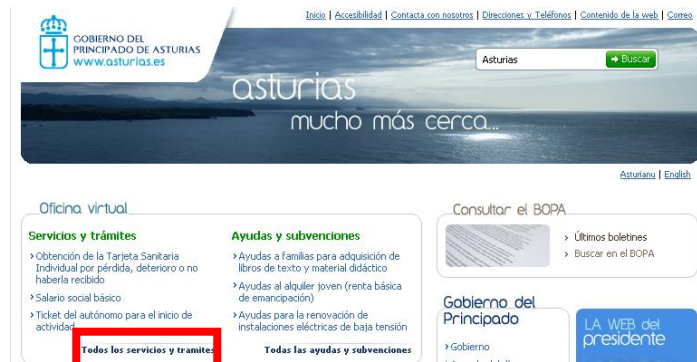 Inicio | Accesibilidad | Contacta con nosotros | Direcciones y Teléfonos | Contenido de la web | Correo
GOBIERNO DEL
PRINCIPADO DE ASTURIAS
www.asturias.es
Asturias
Buscar
asturias
mucho más cerca...
Asturianu | English
Oficina virtual
Servicios y trámites
Obtención de la Tarjeta Sanitaria
Individual por pérdida, deterioro o no
haberla recibido
Salario social básico
Ticket del autónomo para el inicio de
actividad
Todos los servicios y tramites
Ayudas y subvenciones
Ayudas a familias para adquisición de
libros de texto y material didáctico
Ayudas al alquiler joven (renta básica
de emancipación)
Ayudas para la renovación de
instalaciones eléctricas de baja tensión
Todas las ayudas y subvenciones
Consultar el BOPA
Últimos boletines
Buscar en el BOPA
Gobierno del
Principado
Gobierno
LA WEB del
presidente